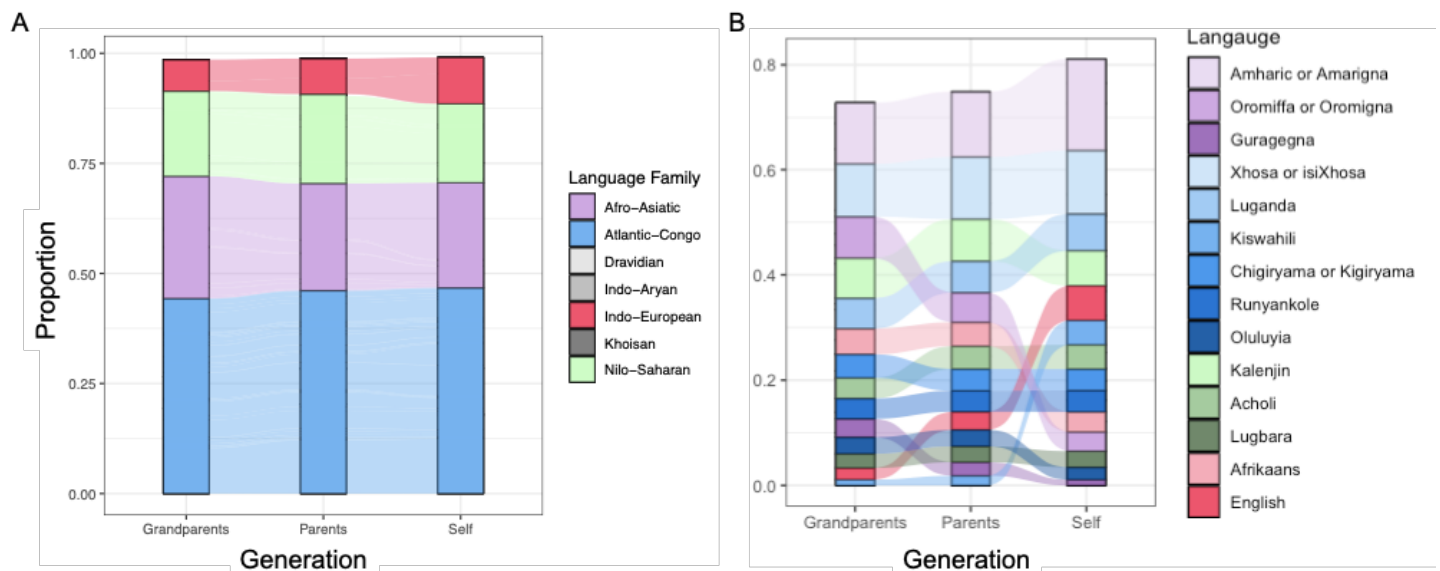 A
1.00
0.75
0.50
0.25
0.00
Proportion
Grandparents
Parents
Self
Generation
Language Family
Afro-Asiatic
Atlantic-Congo
Dravidian
Indo-Aryan
Indo-European
Khoisan
Nilo-Saharan
B
0.8
0.6
0.4
0.2
0.0
Grandparents
Parents
Self
Generation
Langauge
Amharic or Amarigna
Oromiffa or Oromigna
Guragegna
Xhosa or isiXhosa
Luganda
Kiswahili
Chigiryama or Kigiryama
Runyankole
Oluluyia
Kalenjin
Acholi
Lugbara
Afrikaans
English